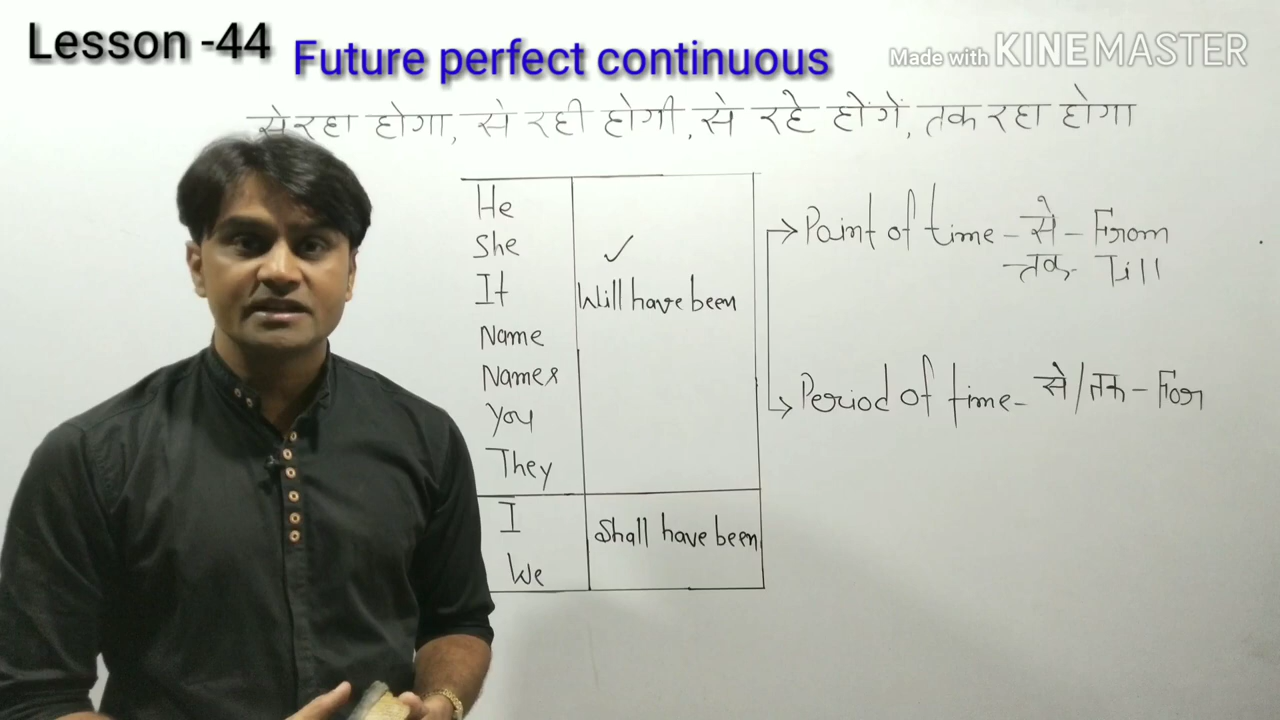 Lesson -44
Future perfect continuous
Made with KINEMASTER
से रहा होगा, से रही होगी, से रहे होंगें, तक रहा होगा
He
She
It
Name
Names
You
They
✓
Will have been
I
We
Shall have been
Point of time - से - From
तक - Till
Period of time - से/तक - For